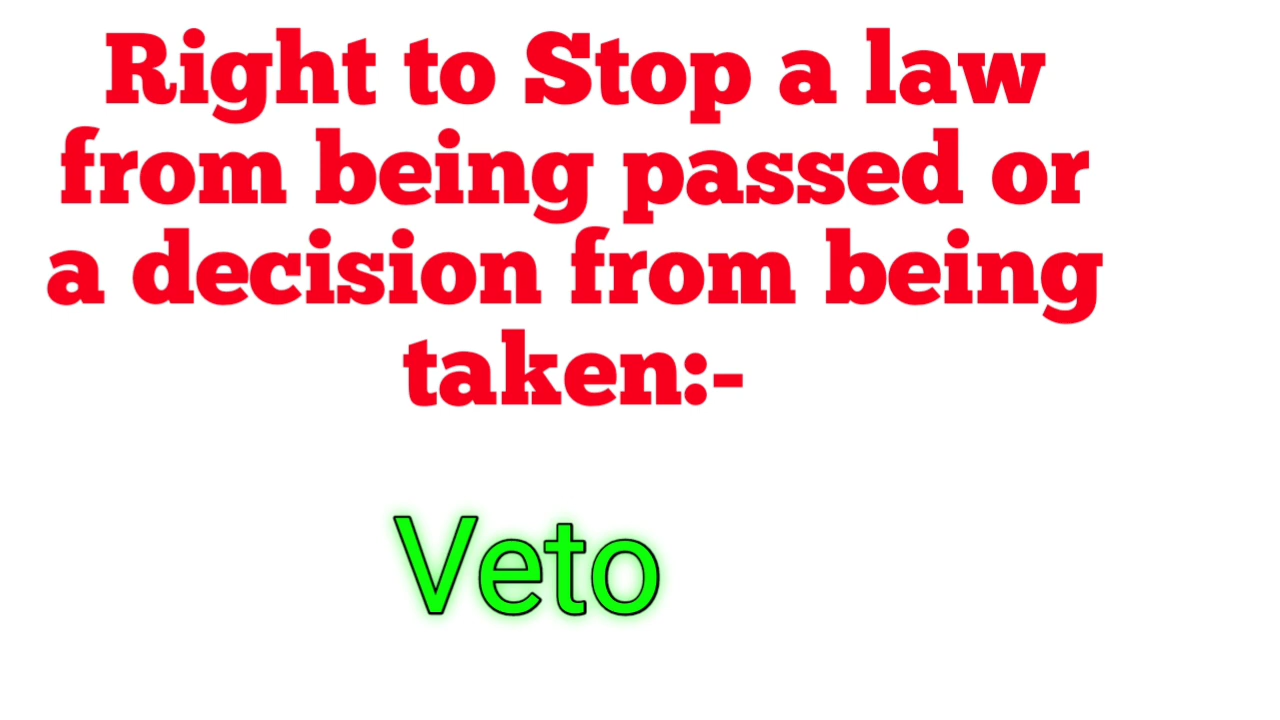 Right to Stop a law
from being passed or
a decision from being
taken:-
Veto